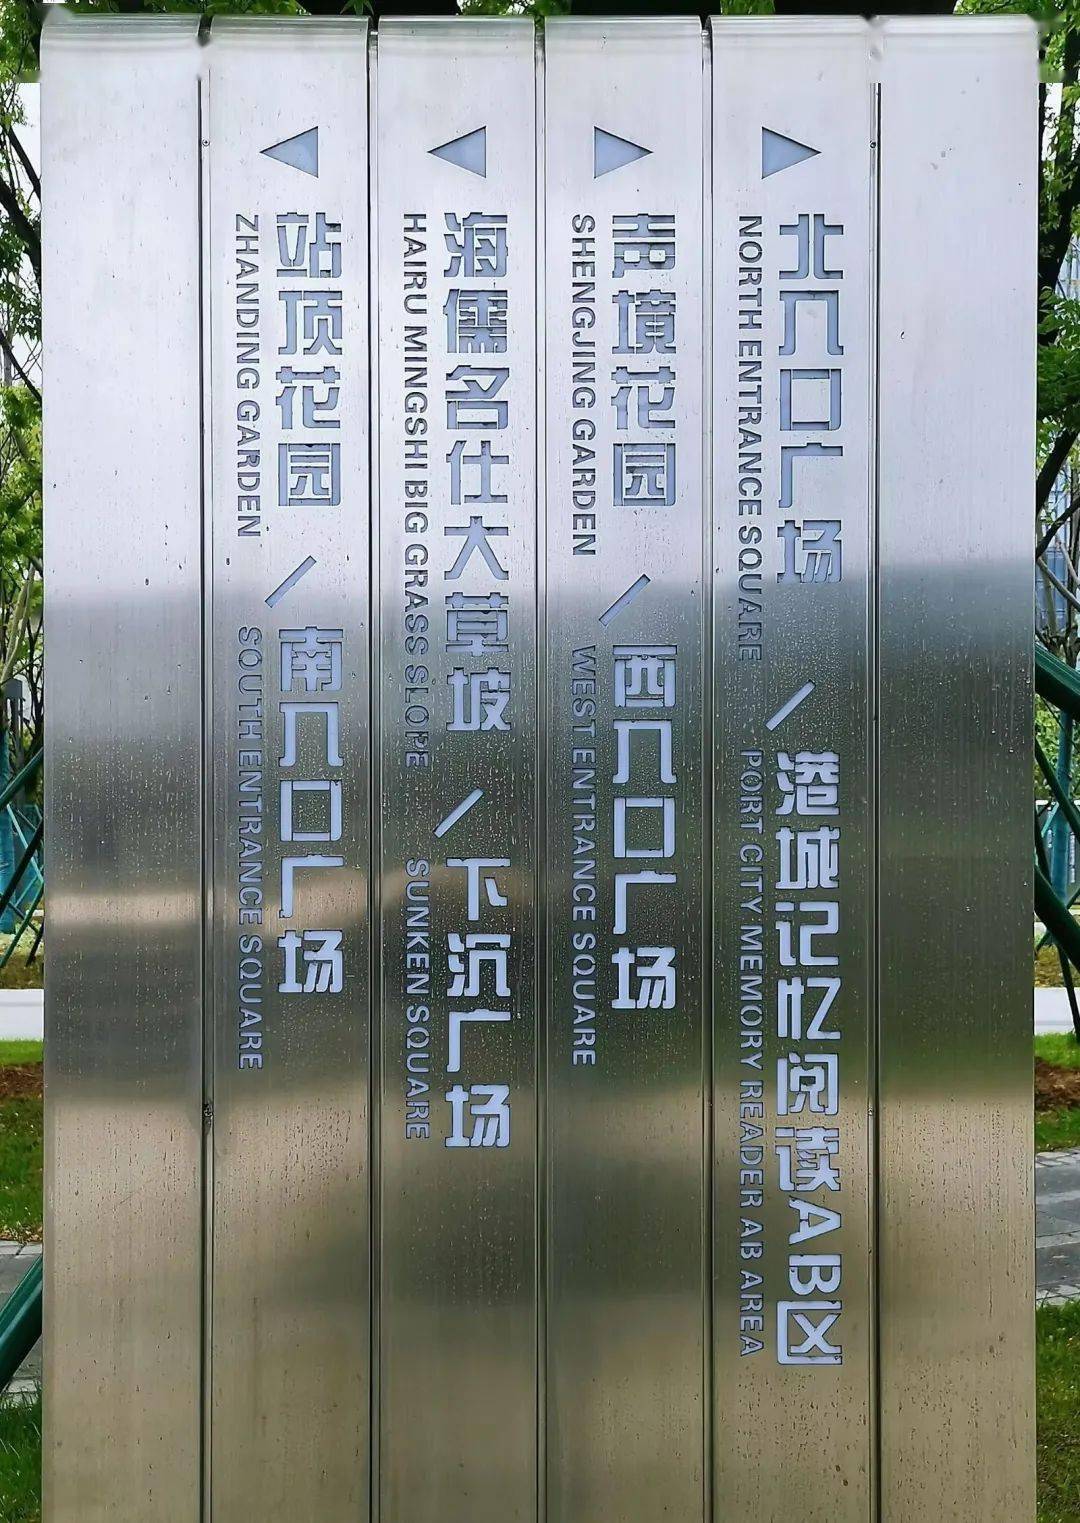 站顶花园 / 南入口广场
ZHANDING GARDEN SOUTH ENTRANCE SQUARE
海儒名仕大草坡 / 下沉广场
HAIRU MINGSHI BIG GRASS SLOPE SUNKEN SQUARE
声境花园 / 西入口广场
SHENGJING GARDEN WEST ENTRANCE SQUARE
北入口广场 / 港城记忆阅读AB区
NORTH ENTRANCE SQUARE PORT CITY MEMORY READER AB AREA